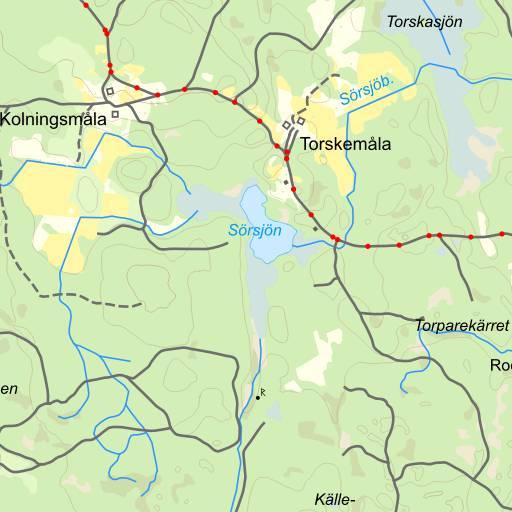 Torskasjön
Sörsjöb.
Kolningsmåla
Torskemåla
Sörsjön
Torparekärret
Ro
en
Källe-